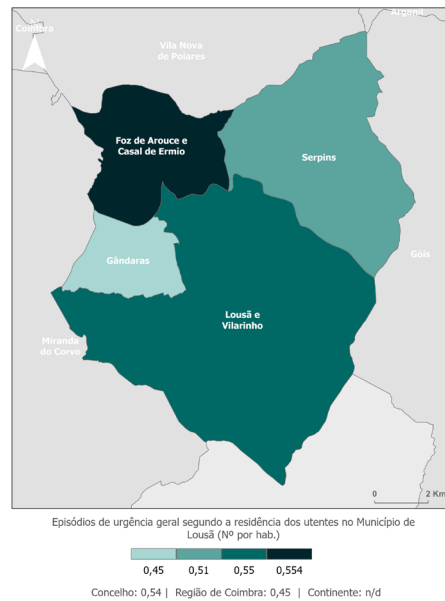 Coimbra
Arganil
Vila Nova
de Poiares
Foz de Arouce e
Casal de Ermio
Serpins
Góis
Gândaras
Lousã e
Vilarinho
Miranda
do Corvo
0 2 Km
Episódios de urgência geral segundo a residência dos utentes no Município de
Lousã (Nº por hab.)
0,45 0,51 0,55 0,554
Concelho: 0,54 | Região de Coimbra: 0,45 | Continente: n/d